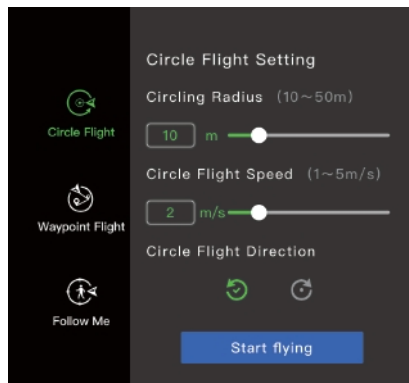 Circle Flight Setting
Circling Radius (10~50m)
10 m
Circle Flight Speed (1~5m/s)
2 m/s
Circle Flight Direction
Start flying
Circle Flight
Waypoint Flight
Follow Me